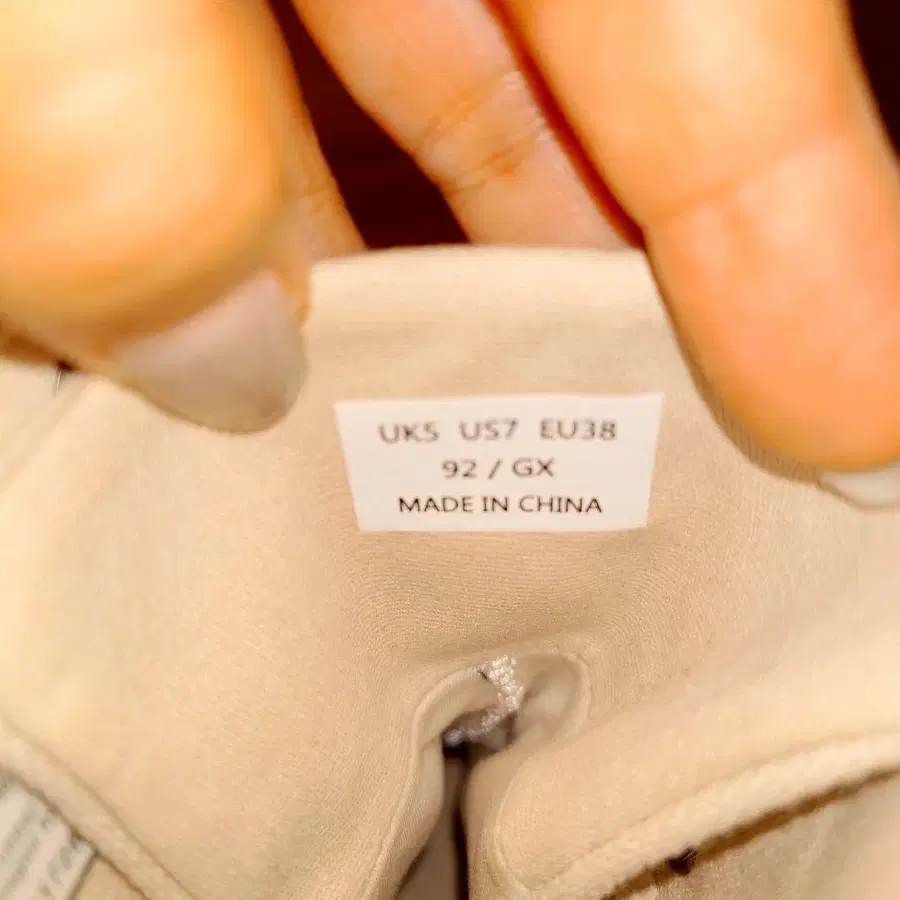 UK5 US7 EU38
92 / GX
MADE IN CHINA